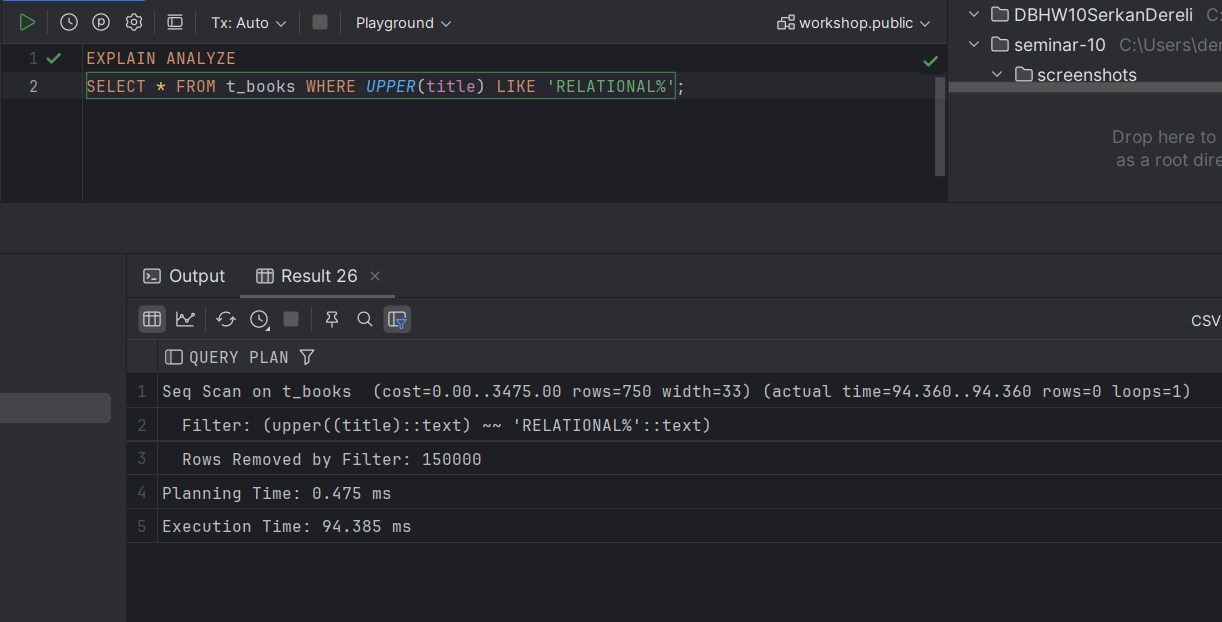 Tx: Auto
Playground
workshop.public
1 EXPLAIN ANALYZE
2 SELECT * FROM t_books WHERE UPPER(title) LIKE 'RELATIONAL%';
DBHW10SerkanDereli C:
seminar-10 C:\Users\der
screenshots
Drop here to
as a root dire
Output
Result 26
CSV
QUERY PLAN
1 Seq Scan on t_books (cost=0.00..3475.00 rows=750 width=33) (actual time=94.360..94.360 rows=0 loops=1)
2 Filter: (upper((title)::text) ~~ 'RELATIONAL%'::text)
3 Rows Removed by Filter: 150000
4 Planning Time: 0.475 ms
5 Execution Time: 94.385 ms